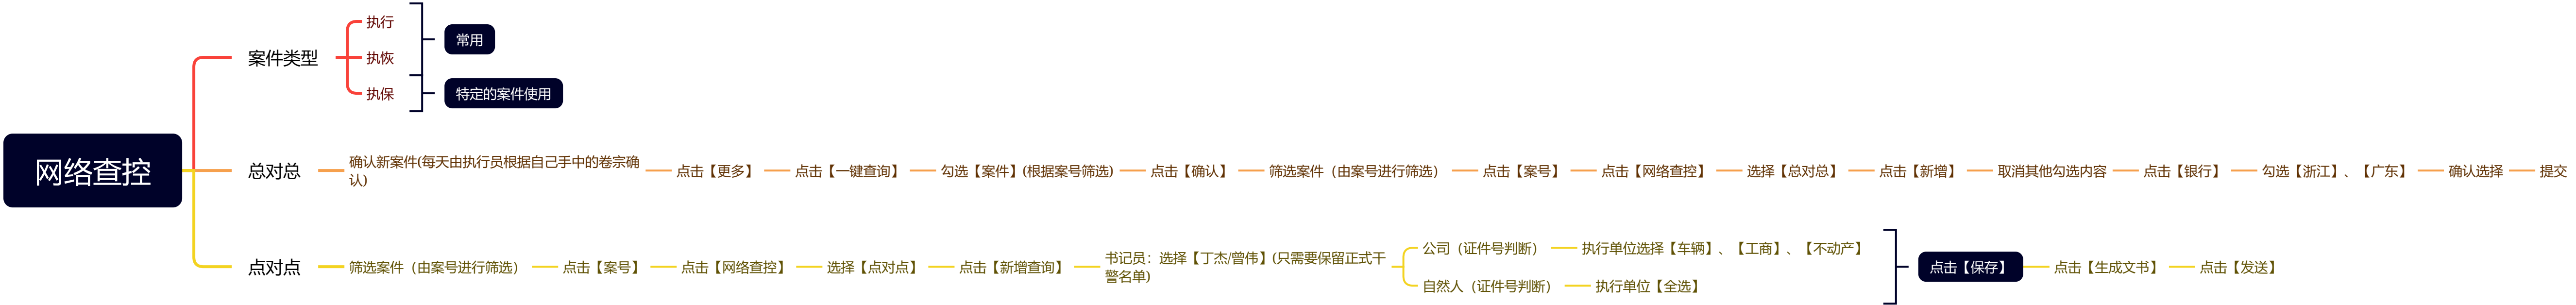 网络查控
案件类型
执行
执恢
执保
常用
特定的案件使用
总对总
确认新案件(每天由执行员根据自己手中的卷宗确
认)
点击【更多】
点击【一键查询】
勾选【案件】(根据案号筛选)
点击【确认】
筛选案件（由案号进行筛选）
点击【案号】
点击【网络查控】
选择【总对总】
点击【新增】
取消其他勾选内容
点击【银行】
勾选【浙江】、【广东】
确认选择
提交
点对点
筛选案件（由案号进行筛选）
点击【案号】
点击【网络查控】
选择【点对点】
点击【新增查询】
书记员：选择【丁杰/曾伟】(只需要保留正式干
警名单)
公司（证件号判断）
执行单位选择【车辆】、【工商】、【不动产】
自然人（证件号判断）
执行单位【全选】
点击【保存】
点击【生成文书】
点击【发送】